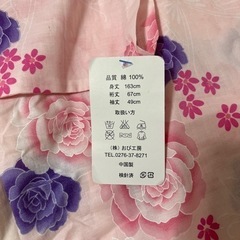 品質 綿 100%
身丈 163cm
裄丈 67cm
袖丈 49cm
取扱い方
(株) おび工房
TEL.0276-37-8271
中国製
検針済